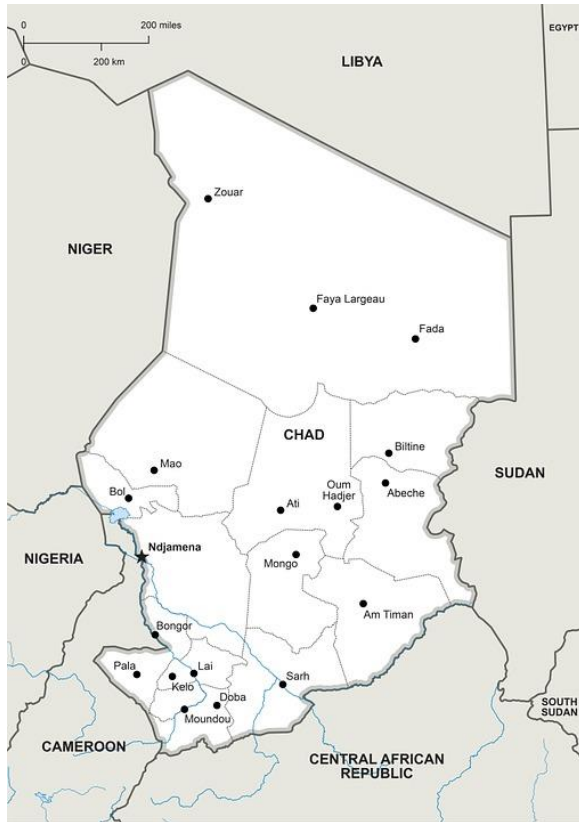 0 200 miles
0 200 km
EGYPT
LIBYA
Zouar
NIGER
Faya Largeau
Fada
CHAD
Biltine
Mao
SUDAN
Bol
Oum
Hadjer
Abeche
Ati
Ndjamena
NIGERIA
Mongo
Am Timan
Bongor
Pala
Lai
Kelo
Sarh
Doba
Moundou
SOUTH
SUDAN
CAMEROON
CENTRAL AFRICAN
REPUBLIC